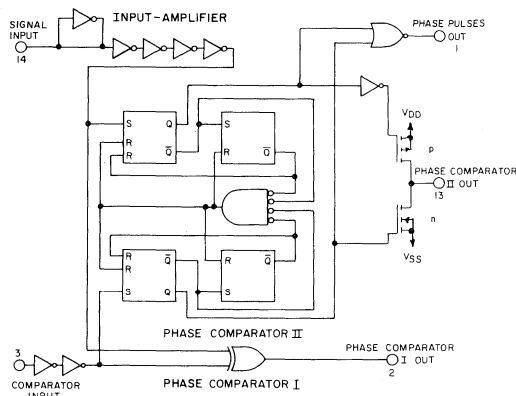 INPUT-AMPLIFIER
SIGNAL
INPUT
14
PHASE PULSES
OUT
1
S Q
R
R Q̅
S
R Q̅
VDD
p
PHASE COMPARATOR
II OUT
13
n
VSS
R Q̅
R
S Q
R Q̅
S
PHASE COMPARATOR II
3
COMPARATOR
INPUT
PHASE COMPARATOR I
PHASE COMPARATOR
I OUT
2